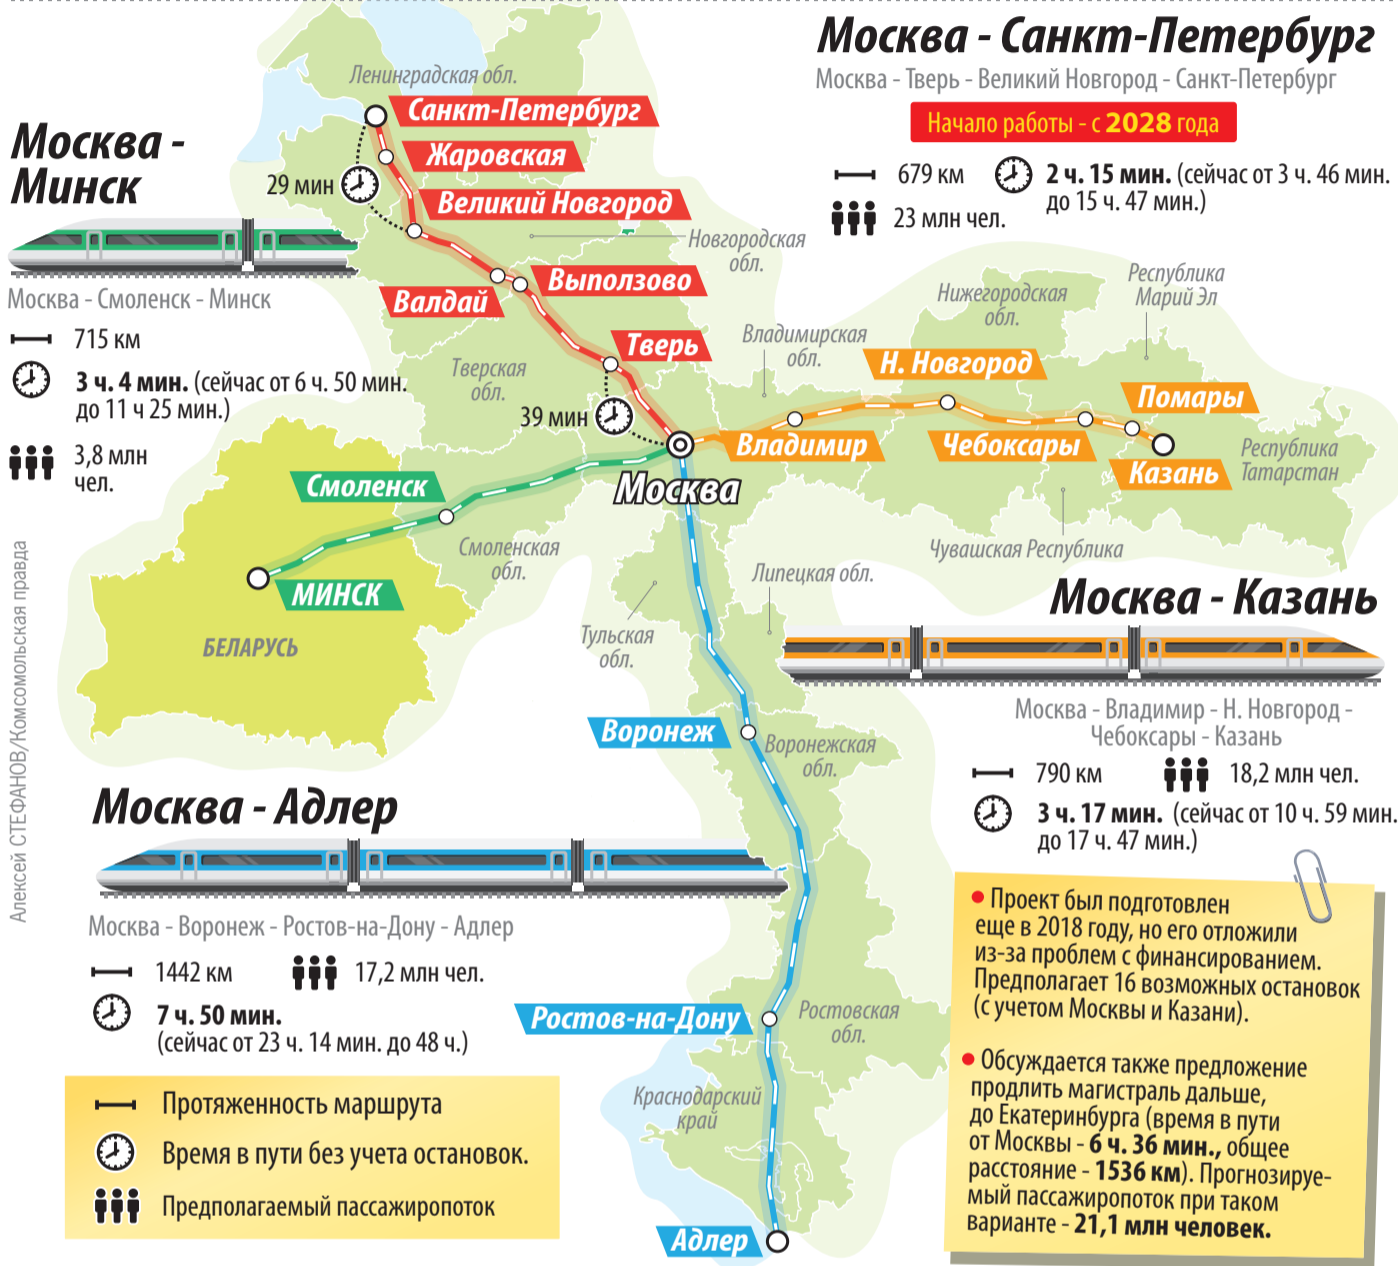 Москва - Санкт-Петербург
Москва - Тверь - Великий Новгород - Санкт-Петербург
Начало работы - с 2028 года
679 км
2 ч. 15 мин. (сейчас от 3 ч. 46 мин.
до 15 ч. 47 мин.)
23 млн чел.
Москва -
Минск
Москва - Смоленск - Минск
715 км
3 ч. 4 мин. (сейчас от 6 ч. 50 мин.
до 11 ч 25 мин.)
3,8 млн
чел.
Ленинградская обл.
Санкт-Петербург
Жаровская
29 мин
Великий Новгород
Новгородская
обл.
Выползово
Валдай
Тверь
Тверская
обл.
39 мин
Москва
Владимирская
обл.
Нижегородская
обл.
Республика
Марий Эл
Н. Новгород
Помары
Владимир
Чебоксары
Казань
Республика
Татарстан
Чувашская Республика
Смоленск
Смоленская
обл.
МИНСК
БЕЛАРУСЬ
Тульская
обл.
Липецкая обл.
Воронеж
Воронежская
обл.
Ростов-на-Дону
Ростовская
обл.
Краснодарский
край
Адлер
Москва - Казань
Москва - Владимир - Н. Новгород -
Чебоксары - Казань
790 км
18,2 млн чел.
3 ч. 17 мин. (сейчас от 10 ч. 59 мин.
до 17 ч. 47 мин.)
Москва - Адлер
Москва - Воронеж - Ростов-на-Дону - Адлер
1442 км
17,2 млн чел.
7 ч. 50 мин.
(сейчас от 23 ч. 14 мин. до 48 ч.)
Протяженность маршрута
Время в пути без учета остановок.
Предполагаемый пассажиропоток
• Проект был подготовлен
еще в 2018 году, но его отложили
из-за проблем с финансированием.
Предполагает 16 возможных остановок
(с учетом Москвы и Казани).
• Обсуждается также предложение
продлить магистраль дальше,
до Екатеринбурга (время в пути
от Москвы - 6 ч. 36 мин., общее
расстояние - 1536 км). Прогнозируе-
мый пассажиропоток при таком
варианте - 21,1 млн человек.
Алексей СТЕФАНОВ/Комсомольская правда